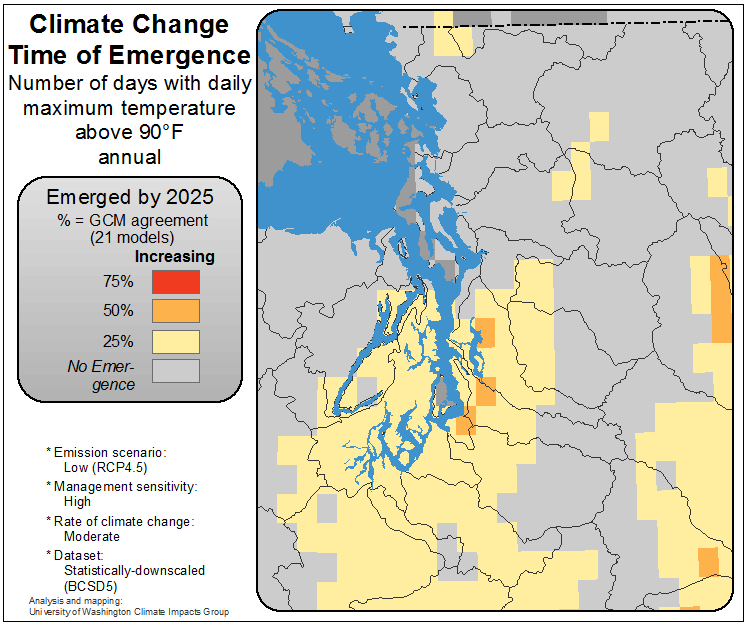 Climate Change
Time of Emergence
Number of days with daily
maximum temperature
above 90°F
annual
Emerged by 2025
% = GCM agreement
(21 models)
Increasing
75%
50%
25%
No Emer-
gence
* Emission scenario:
Low (RCP4.5)
* Management sensitivity:
High
* Rate of climate change:
Moderate
* Dataset:
Statistically-downscaled
(BCSD5)
Analysis and mapping:
University of Washington Climate Impacts Group